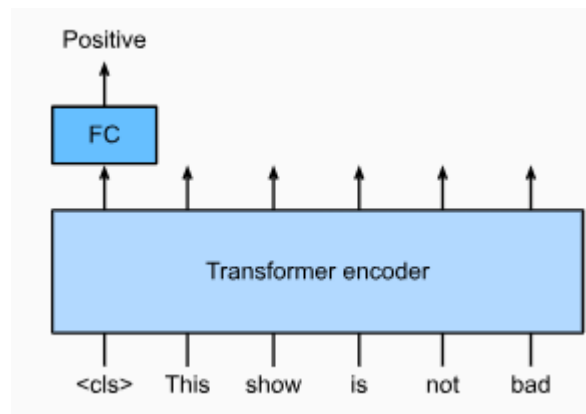 Positive
FC
Transformer encoder
<cls> This show is not bad